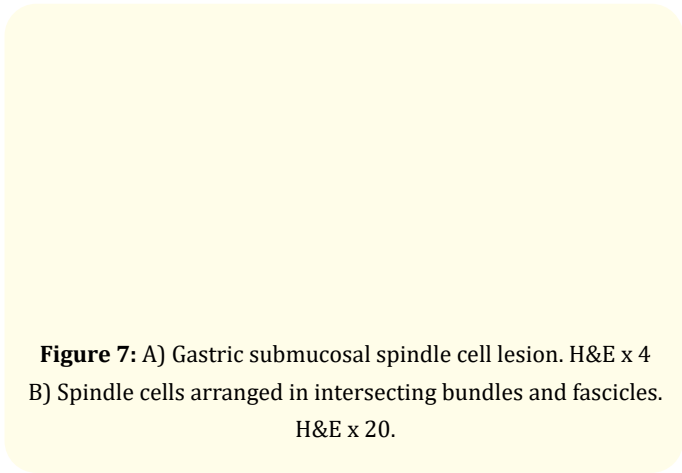 Figure 7: A) Gastric submucosal spindle cell lesion. H&E x 4
B) Spindle cells arranged in intersecting bundles and fascicles.
H&E x 20.